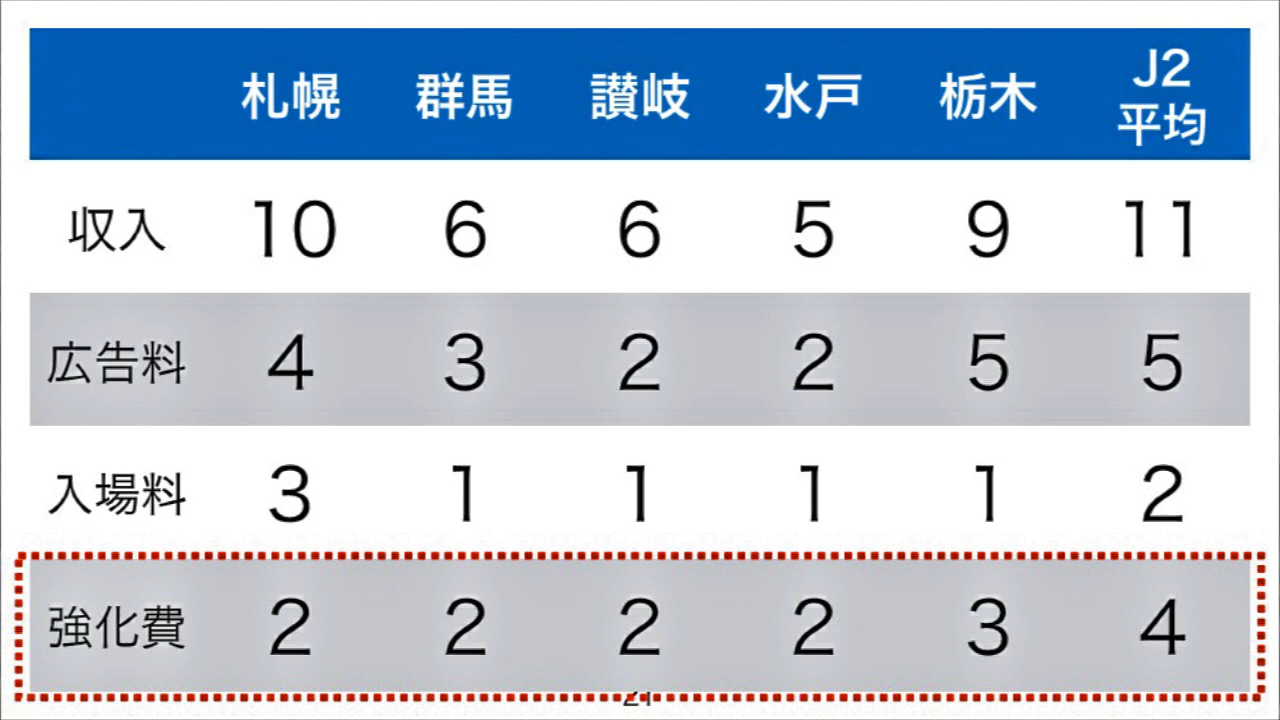 札幌 群馬 讃岐 水戸 栃木 J2平均
収入 10 6 6 5 9 11
広告料 4 3 2 2 5 5
入場料 3 1 1 1 1 2
強化費 2 2 2 2 3 4